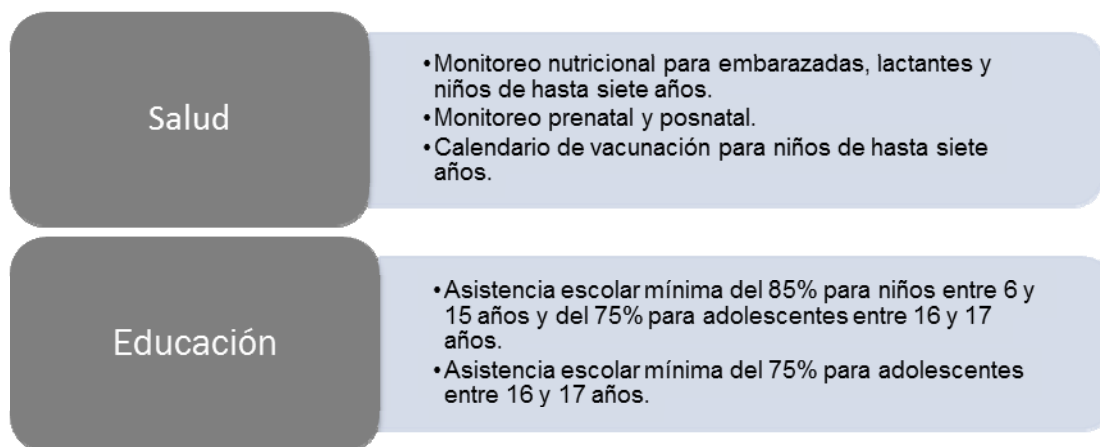 Salud
•Monitoreo nutricional para embarazadas, lactantes y
niños de hasta siete años.
•Monitoreo prenatal y posnatal.
•Calendario de vacunación para niños de hasta siete
años.
Educación
•Asistencia escolar mínima del 85% para niños entre 6 y
15 años y del 75% para adolescentes entre 16 y 17
años.
•Asistencia escolar mínima del 75% para adolescentes
entre 16 y 17 años.